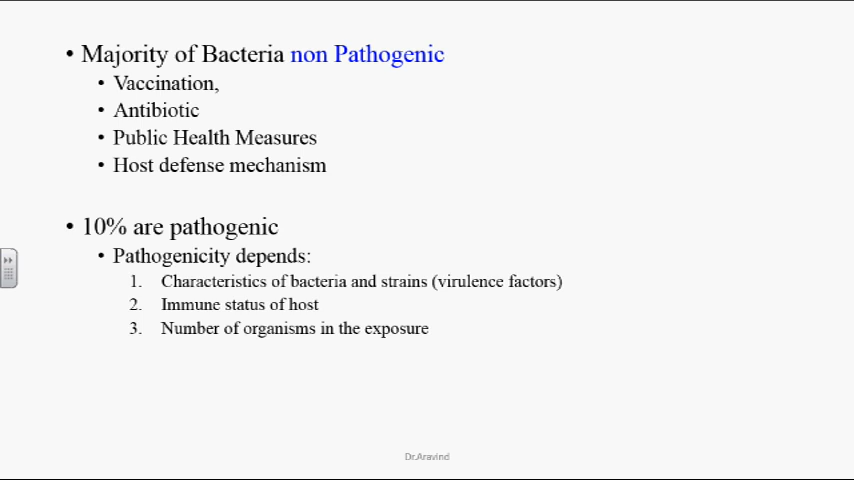 • Majority of Bacteria non Pathogenic
• Vaccination,
• Antibiotic
• Public Health Measures
• Host defense mechanism
• 10% are pathogenic
• Pathogenicity depends:
1. Characteristics of bacteria and strains (virulence factors)
2. Immune status of host
3. Number of organisms in the exposure
Dr.Aravind